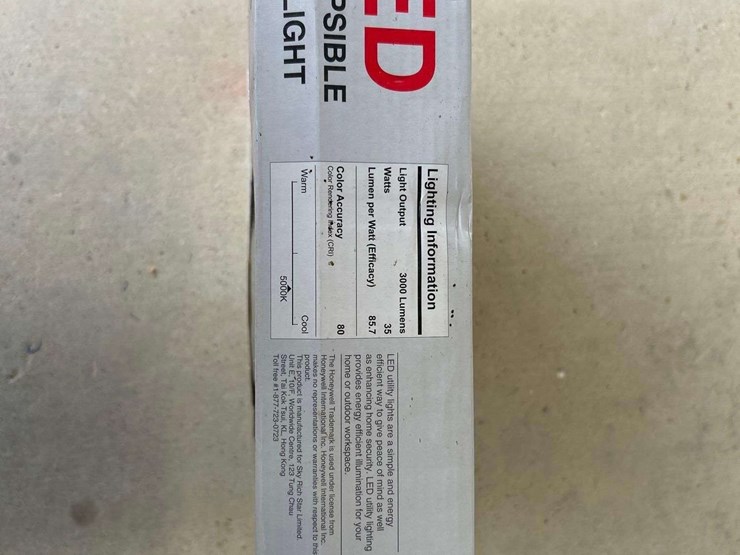 ED
PSIBLE
LIGHT
Lighting Information
Light Output 3000 Lumens
Watts 35
Lumen per Watt (Efficacy) 85.7
Color Accuracy 80
Color Rendering Index (CRI)
Warm Cool
5000K
LED utility lights are a simple and energy
efficient way to give peace of mind as well
as enhancing home security. LED utility lighting
provides energy efficient illumination for your
home or outdoor workspace.
The Honeywell Trademark is used under license from
Honeywell International Inc. Honeywell International Inc.
makes no representations or warranties with respect to this
product.
This product is manufactured for Sky Rich Star Limited.
Unit E, 10/F, Worldwide Centre, 123 Tung Chau
Street, Tai Kok Tsui, KL, Hong Kong
Toll free #1-877-723-0723